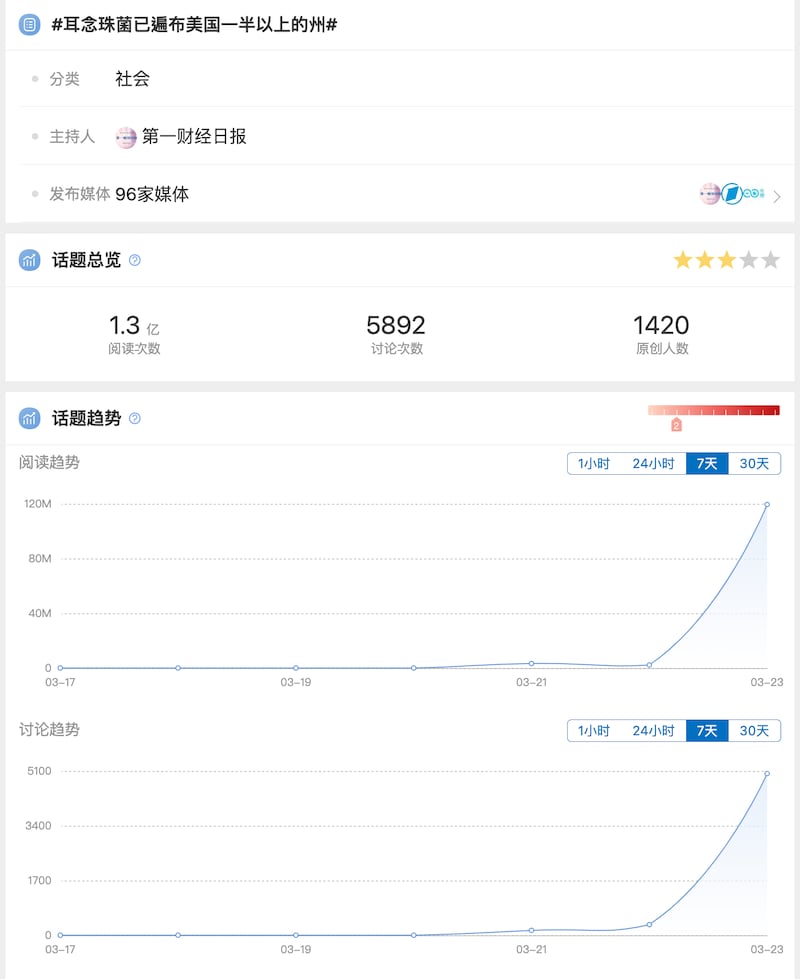 #耳念珠菌已遍布美国一半以上的州#
分类 社会
主持人 第一财经日报
发布媒体 96家媒体
话题总览
1.3 亿 5892 1420
阅读次数 讨论次数 原创人数
话题趋势
2
阅读趋势 1小时 24小时 7天 30天
120M
80M
40M
0
03-17 03-19 03-21 03-23
讨论趋势 1小时 24小时 7天 30天
5100
3400
1700
0
03-17 03-19 03-21 03-23